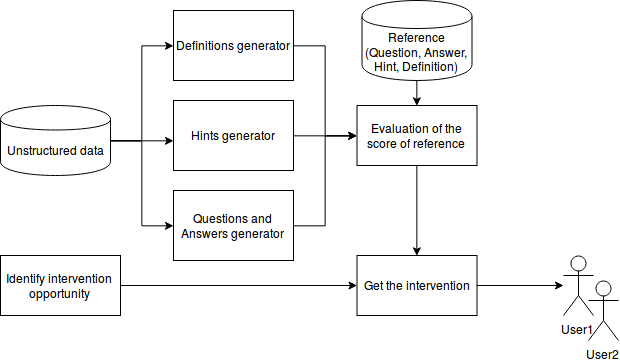 Definitions generator
Reference
(Question, Answer,
Hint, Definition)
Unstructured data
Hints generator
Evaluation of the
score of reference
Questions and
Answers generator
Identify intervention
opportunity
Get the intervention
User1
User2